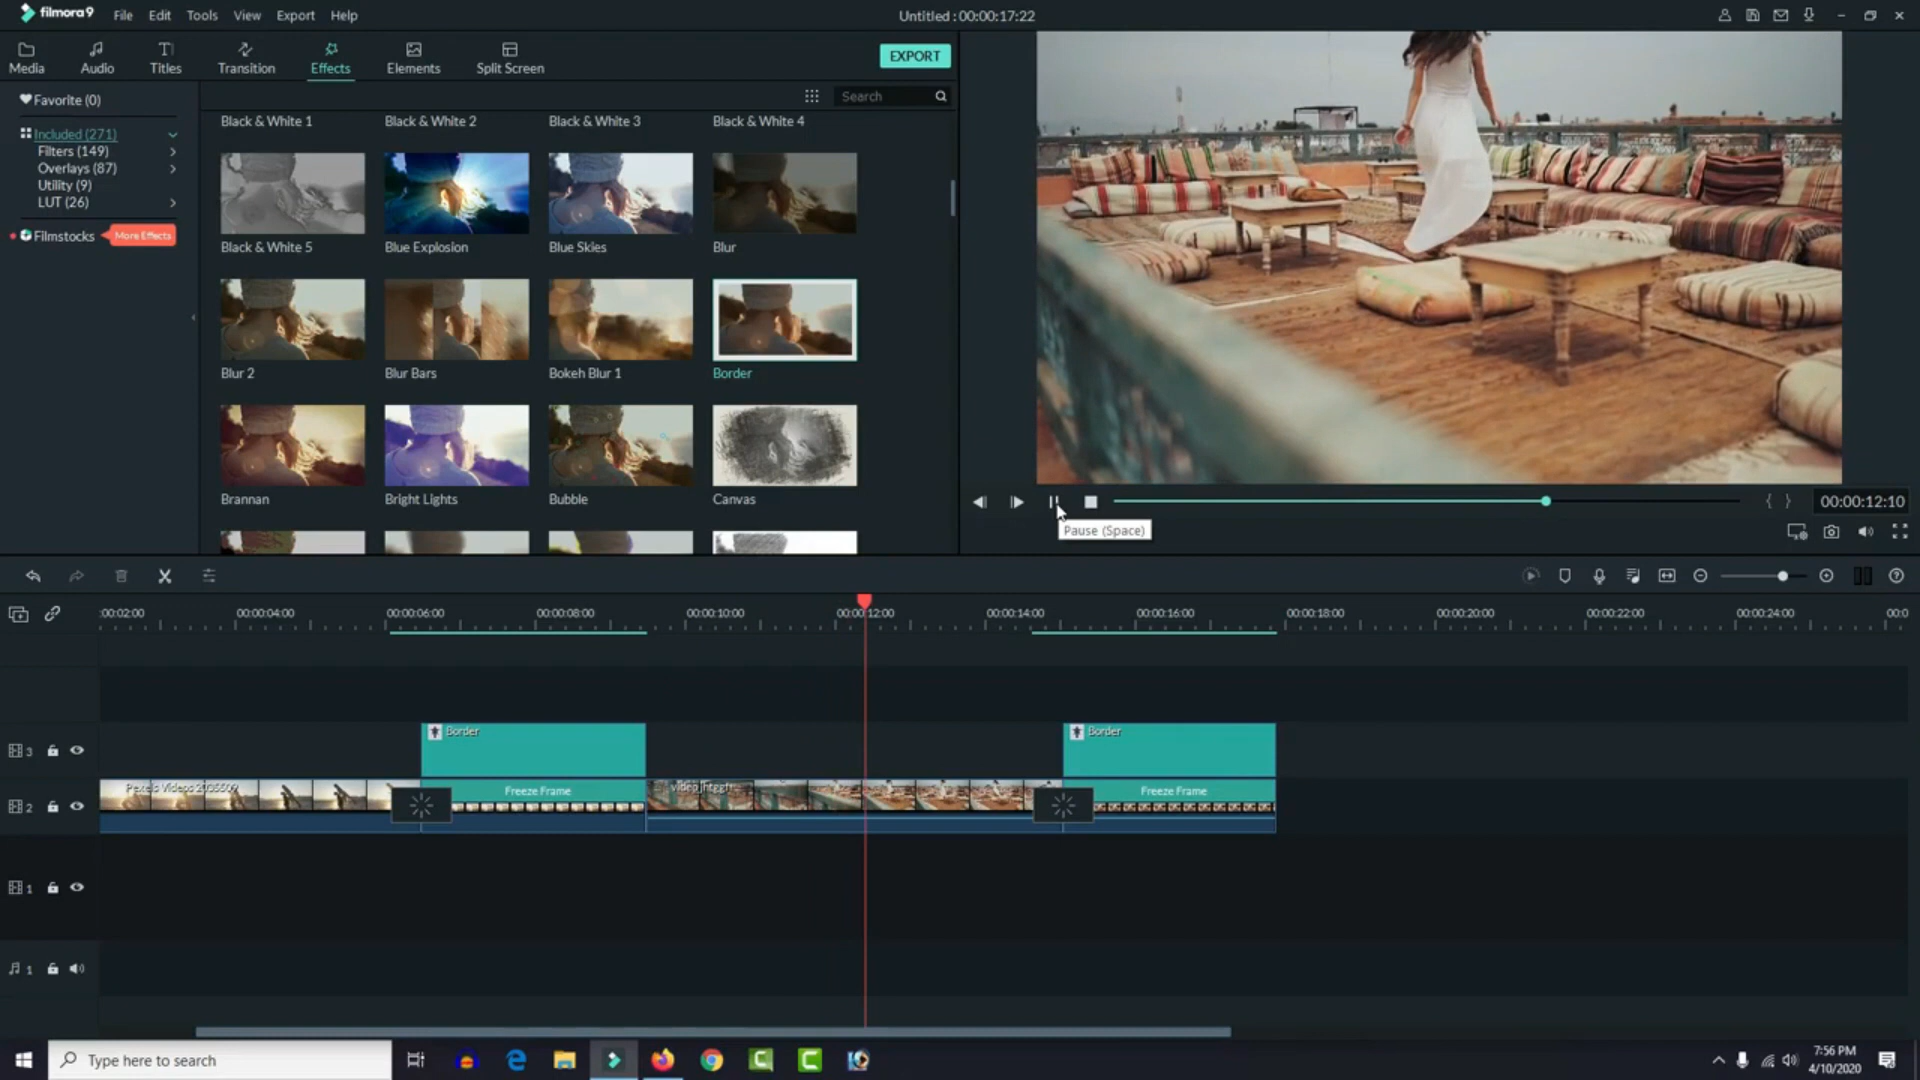 filmora9 File Edit Tools View Export Help Untitled : 00:00:17:22
Media Audio Titles Transition Effects Elements Split Screen EXPORT
Favorite (0)
Included (271)
Filters (149)
Overlays (87)
Utility (9)
LUT (26)
Filmstocks More Effects
Search
Black & White 1 Black & White 2 Black & White 3 Black & White 4
Black & White 5 Blue Explosion Blue Skies Blur
Blur 2 Blur Bars Bokeh Blur 1 Border
Brannan Bright Lights Bubble Canvas
00:00:12:10
Pause (Space)
:00:02:00 00:00:04:00 00:00:06:00 00:00:08:00 00:00:10:00 00:00:12:00 00:00:14:00 00:00:16:00 00:00:18:00 00:00:20:00 00:00:22:00 00:00:24:00 00:0
3 Border Border
2 Pexels Videos 2035509 Freeze Frame Freeze Frame
1
1
Type here to search
7:56 PM
4/10/2020